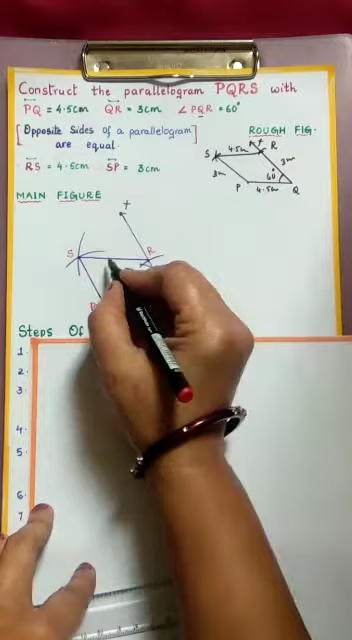 Construct the parallelogram PQRS with
PQ = 4.5cm QR = 3cm ∠PQR = 60°
[Opposite Sides of a parallelogram
are equal.]
ROUGH FIG.
RS = 4.5cm SP = 3cm
S 4.5cm R
3cm 60° 3cm
P 4.5cm Q
MAIN FIGURE
S R
P
Steps Of
1.
2.
3.
4.
5.
6.
7